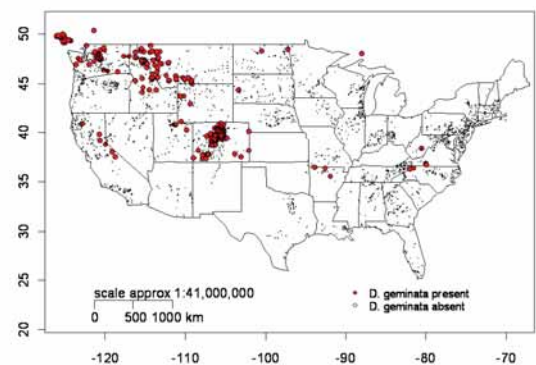 50
45
40
35
30
25
20
scale approx 1:41,000,000
0 500 1000 km
D. geminata present
D. geminata absent
-120 -110 -100 -90 -80 -70